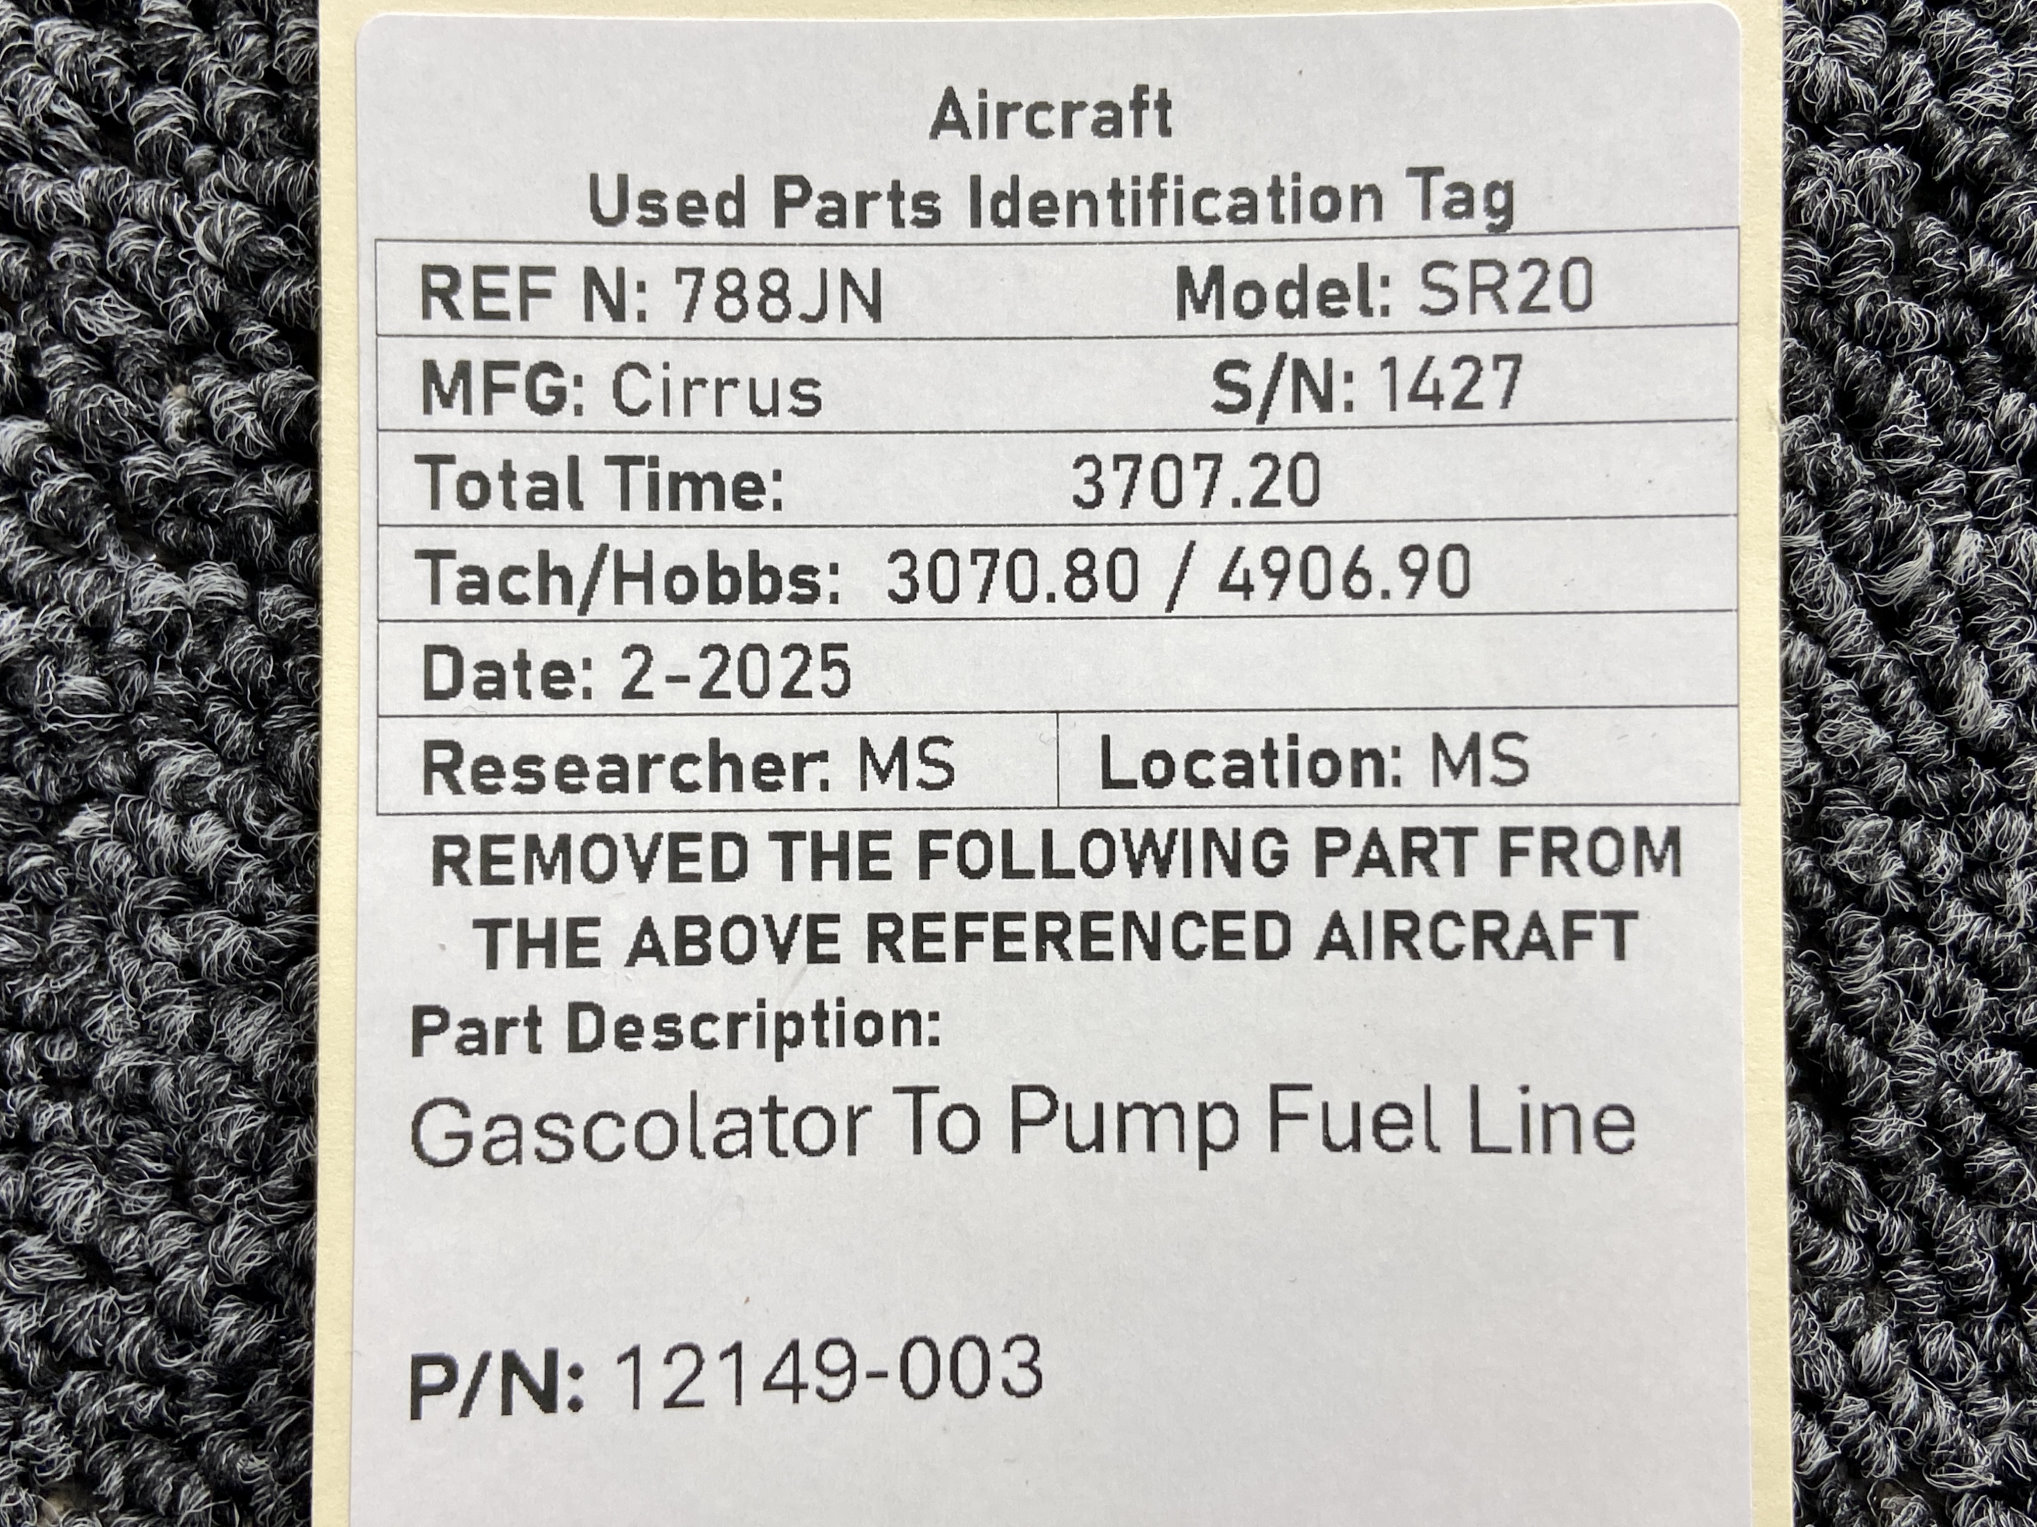 Aircraft
Used Parts Identification Tag
REF N: 788JN Model: SR20
MFG: Cirrus S/N: 1427
Total Time: 3707.20
Tach/Hobbs: 3070.80 / 4906.90
Date: 2-2025
Researcher: MS Location: MS
REMOVED THE FOLLOWING PART FROM
THE ABOVE REFERENCED AIRCRAFT
Part Description:
Gascolator To Pump Fuel Line
P/N: 12149-003